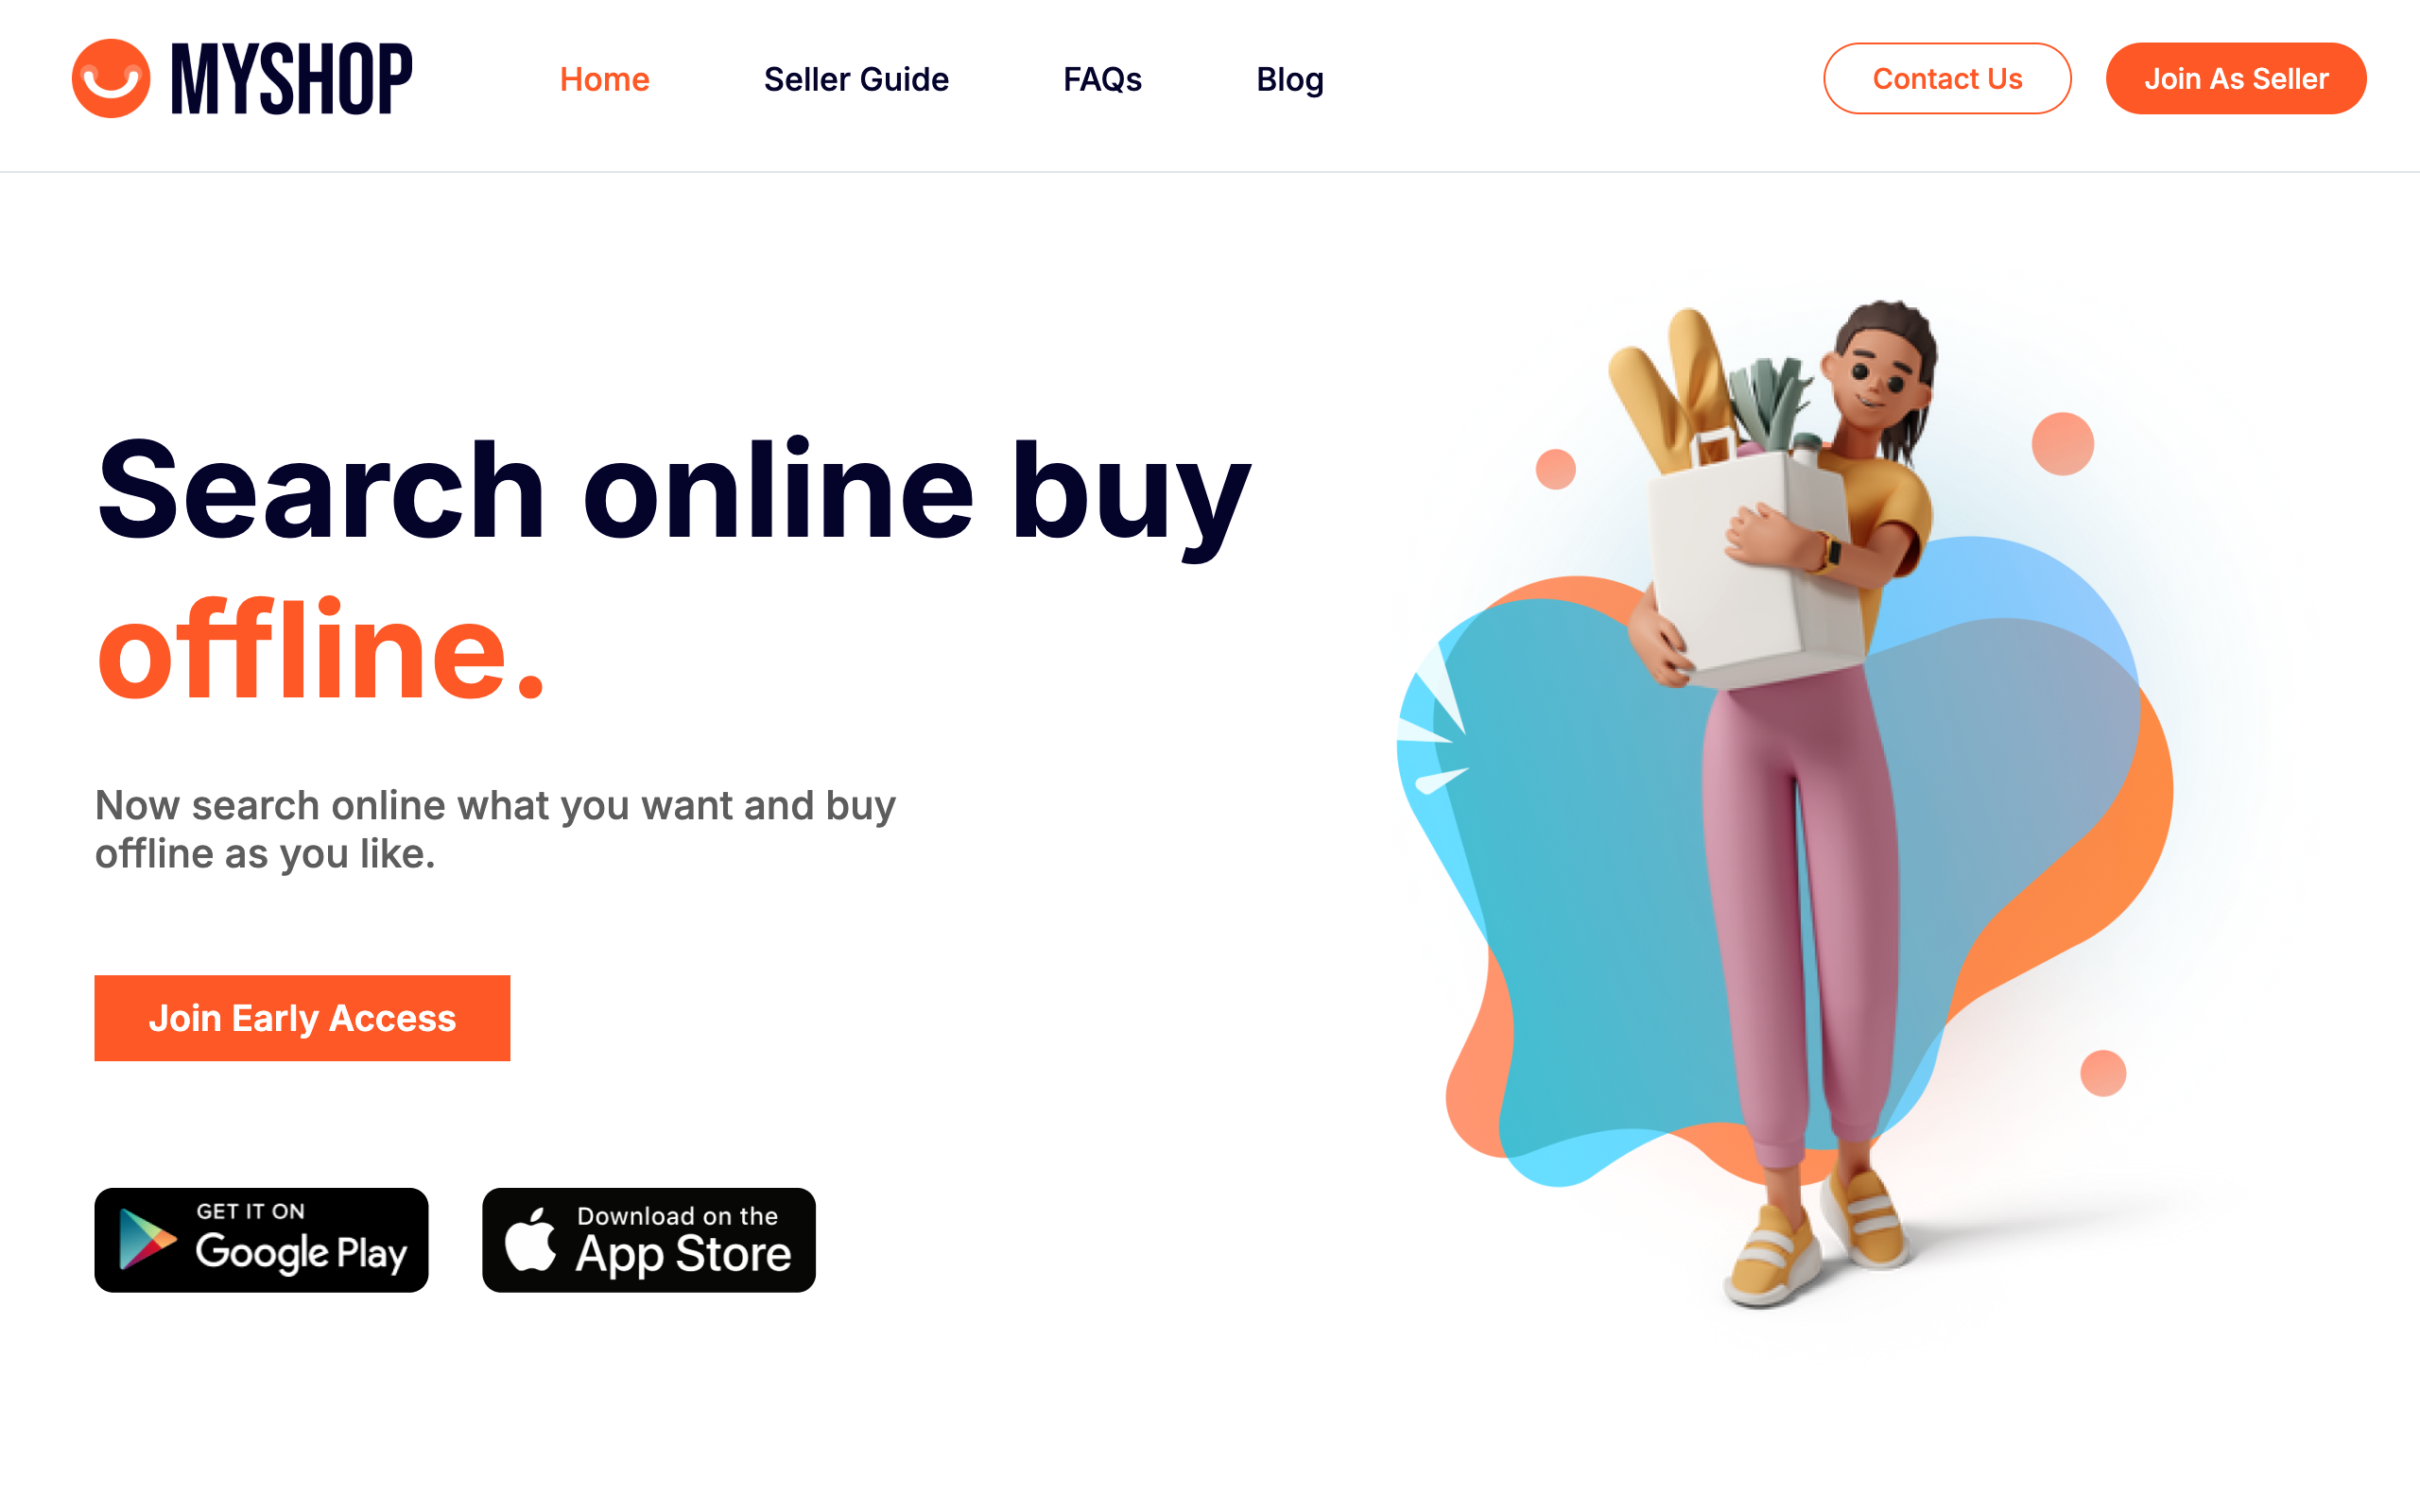 MYSHOP
Home
Seller Guide
FAQs
Blog
Contact Us
Join As Seller
Search online buy
offline.
Now search online what you want and buy
offline as you like.
Join Early Access
GET IT ON
Google Play
Download on the
App Store